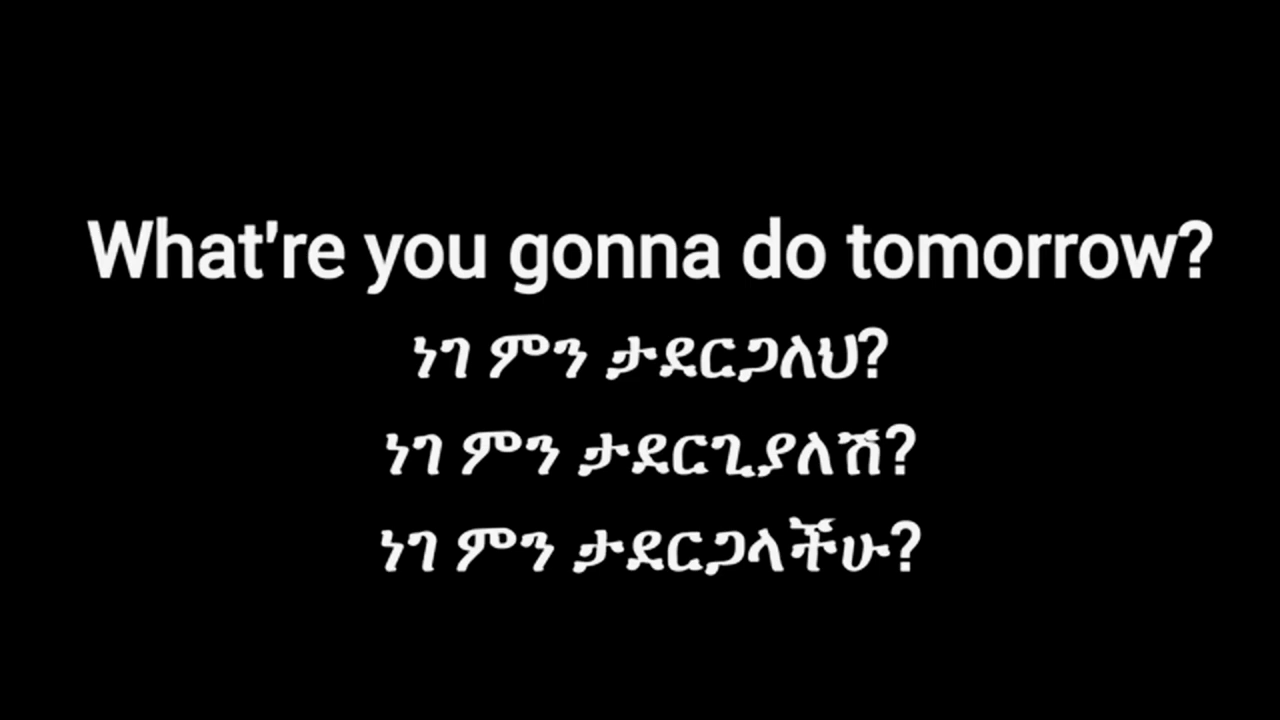 What're you gonna do tomorrow?
ነገ ምን ታደርጋለህ?
ነገ ምን ታደርጊያለሽ?
ነገ ምን ታደርጋላችሁ?